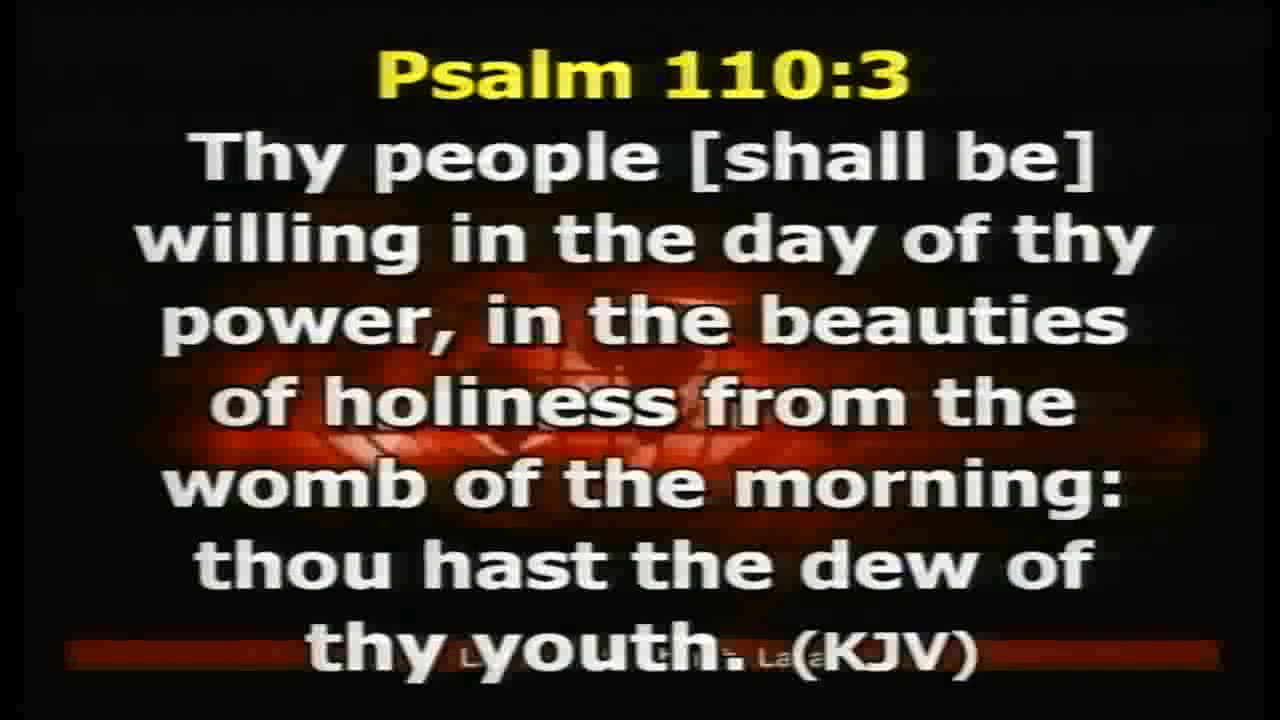 Psalm 110:3
Thy people [shall be]
willing in the day of thy
power, in the beauties
of holiness from the
womb of the morning:
thou hast the dew of
thy youth. (KJV)